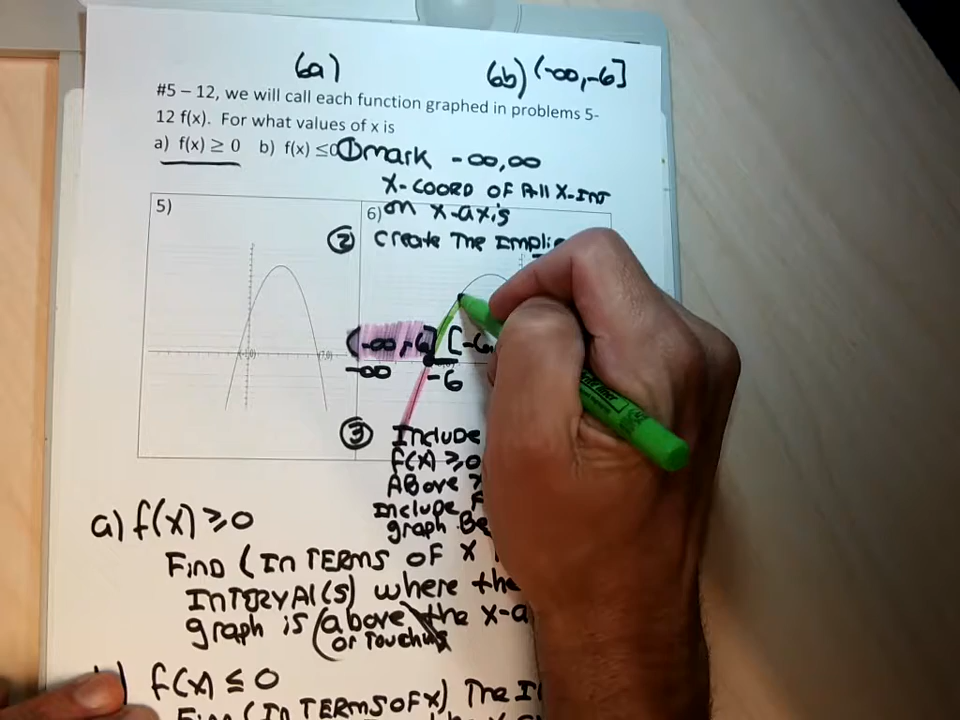 6a) 6b) (-∞,-6]
#5 – 12, we will call each function graphed in problems 5-
12 f(x). For what values of x is
a) f(x) ≥ 0 b) f(x) ≤0 ① mark -∞,∞
X-COORD OF All X-INT
on x-axis
5) 6)
② Create The Impli
(-∞,-6] [-6
-∞ -6
③ Include
f(x) ≥0
Above
Include
graph Be
a) f(x) ≥0
Find (In TERMS OF X
INTERVAl(s) where the
graph is (above the x-a
or Touching
f(x) ≤ 0
Find (In TERMS OF X) The I